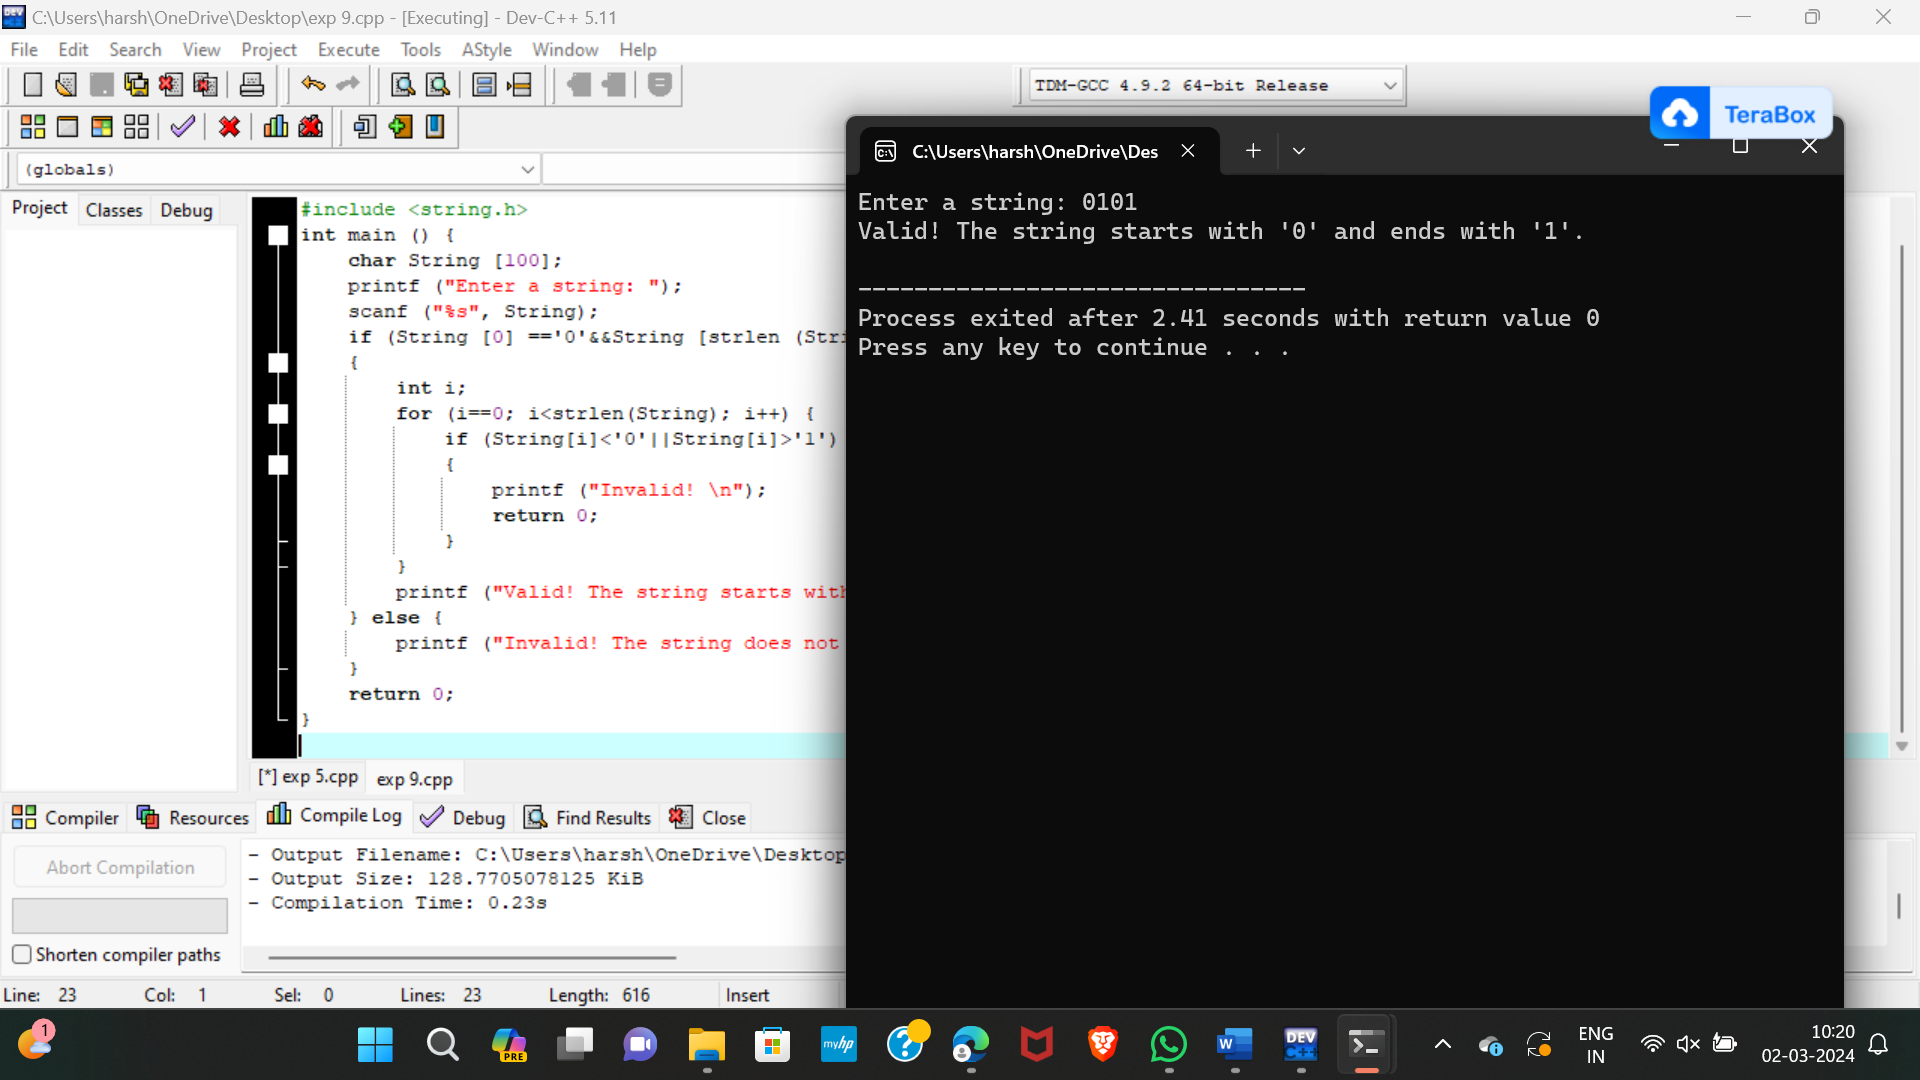 C:\Users\harsh\OneDrive\Desktop\exp 9.cpp - [Executing] - Dev-C++ 5.11
File Edit Search View Project Execute Tools AStyle Window Help
TDM-GCC 4.9.2 64-bit Release
TeraBox
(globals)
Project Classes Debug
#include <string.h>
int main () {
char String [100];
printf ("Enter a string: ");
scanf ("%s", String);
if (String [0] =='0'&&String [strlen (Stri
{
int i;
for (i==0; i<strlen(String); i++) {
if (String[i]<'0'||String[i]>'1')
{
printf ("Invalid! \n");
return 0;
}
}
printf ("Valid! The string starts with
} else {
printf ("Invalid! The string does not
}
return 0;
}
[*] exp 5.cpp exp 9.cpp
C:\Users\harsh\OneDrive\Des
Enter a string: 0101
Valid! The string starts with '0' and ends with '1'.
--------------------------------
Process exited after 2.41 seconds with return value 0
Press any key to continue . . .
Compiler Resources Compile Log Debug Find Results Close
Abort Compilation
Shorten compiler paths
- Output Filename: C:\Users\harsh\OneDrive\Desktop
- Output Size: 128.7705078125 KiB
- Compilation Time: 0.23s
Line: 23 Col: 1 Sel: 0 Lines: 23 Length: 616 Insert
1
PRE
myhp
W
DEV C++
ENG
IN
10:20
02-03-2024